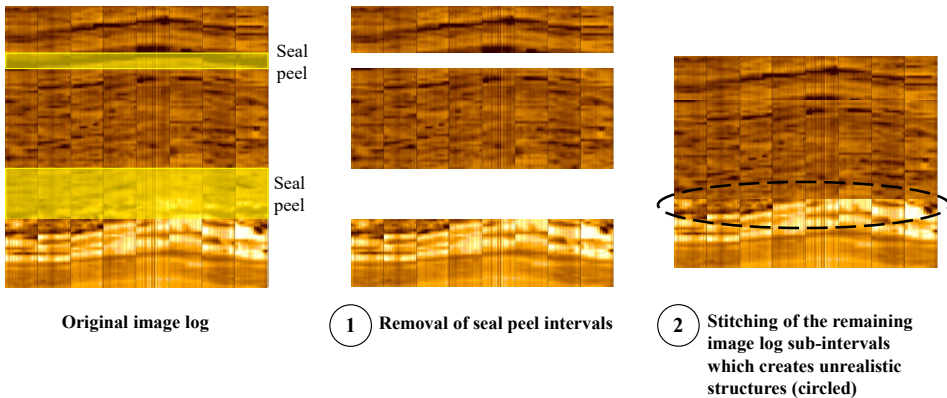 Seal
peel
Seal
peel
Original image log
1
Removal of seal peel intervals
2
Stitching of the remaining
image log sub-intervals
which creates unrealistic
structures (circled)